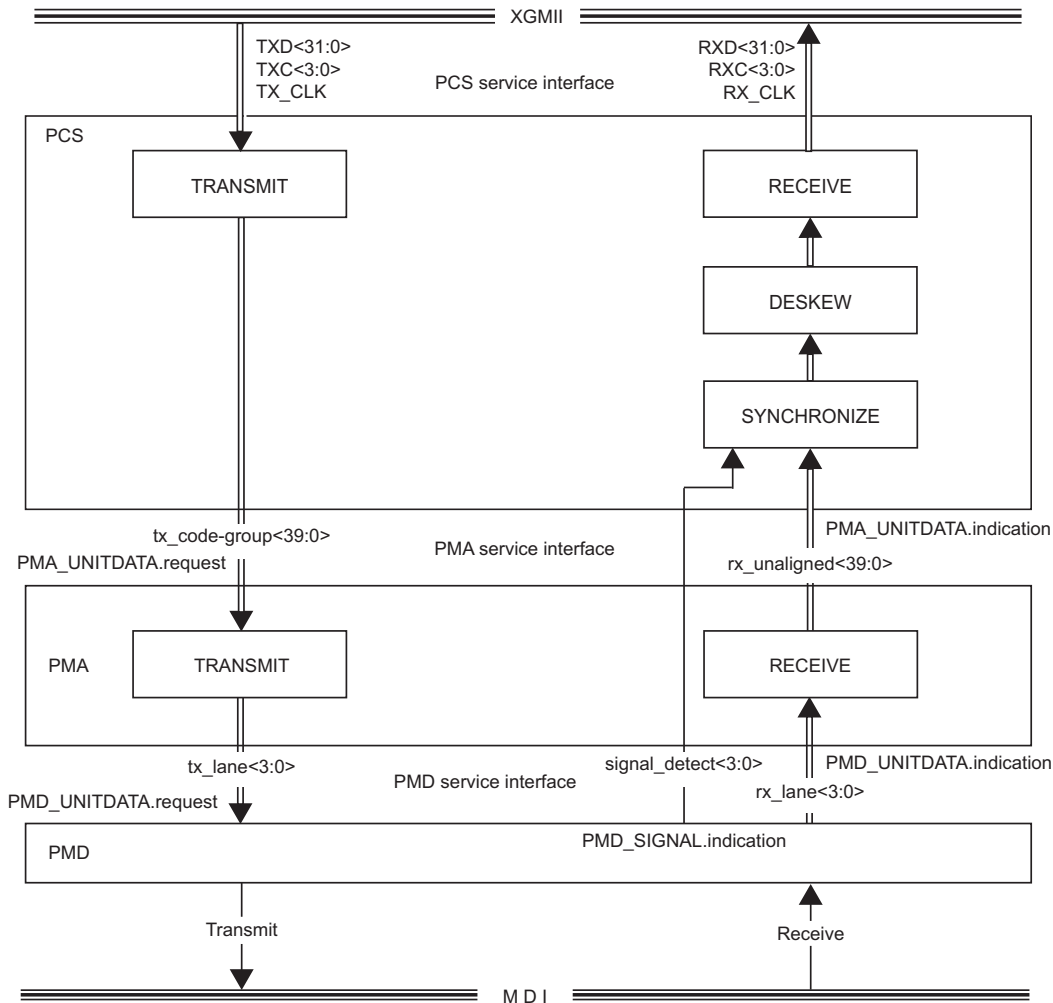 XGMII
TXD<31:0>
TXC<3:0>
TX_CLK
PCS service interface
RXD<31:0>
RXC<3:0>
RX_CLK
PCS
TRANSMIT
RECEIVE
DESKEW
SYNCHRONIZE
tx_code-group<39:0>
PMA_UNITDATA.request
PMA service interface
PMA_UNITDATA.indication
rx_unaligned<39:0>
PMA
TRANSMIT
RECEIVE
tx_lane<3:0>
PMD_UNITDATA.request
PMD service interface
signal_detect<3:0>
PMD_UNITDATA.indication
rx_lane<3:0>
PMD
PMD_SIGNAL.indication
Transmit
Receive
M D I